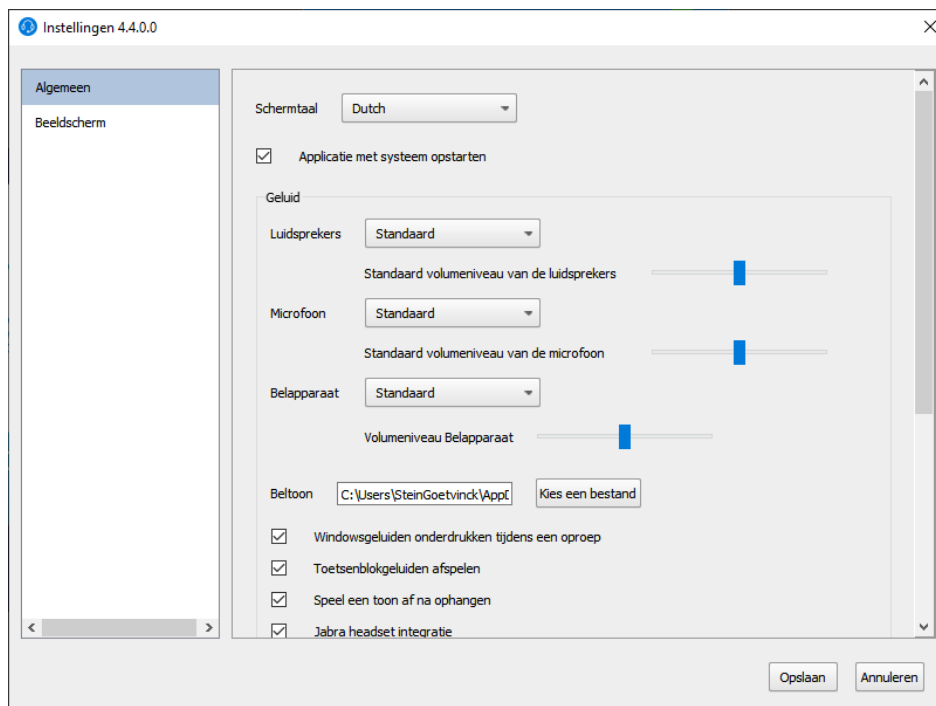 Instellingen 4.4.0.0
Algemeen
Beeldscherm
Schermtaal Dutch
Applicatie met systeem opstarten
Geluid
Luidsprekers Standaard
Standaard volumeniveau van de luidsprekers
Microfoon Standaard
Standaard volumeniveau van de microfoon
Belapparaat Standaard
Volumeniveau Belapparaat
Beltoon C:\Users\SteinGoetvinck\AppD Kies een bestand
Windowsgeluiden onderdrukken tijdens een oproep
Toetsenblokgeluiden afspelen
Speel een toon af na ophangen
Jabra headset integratie
Opslaan Annuleren